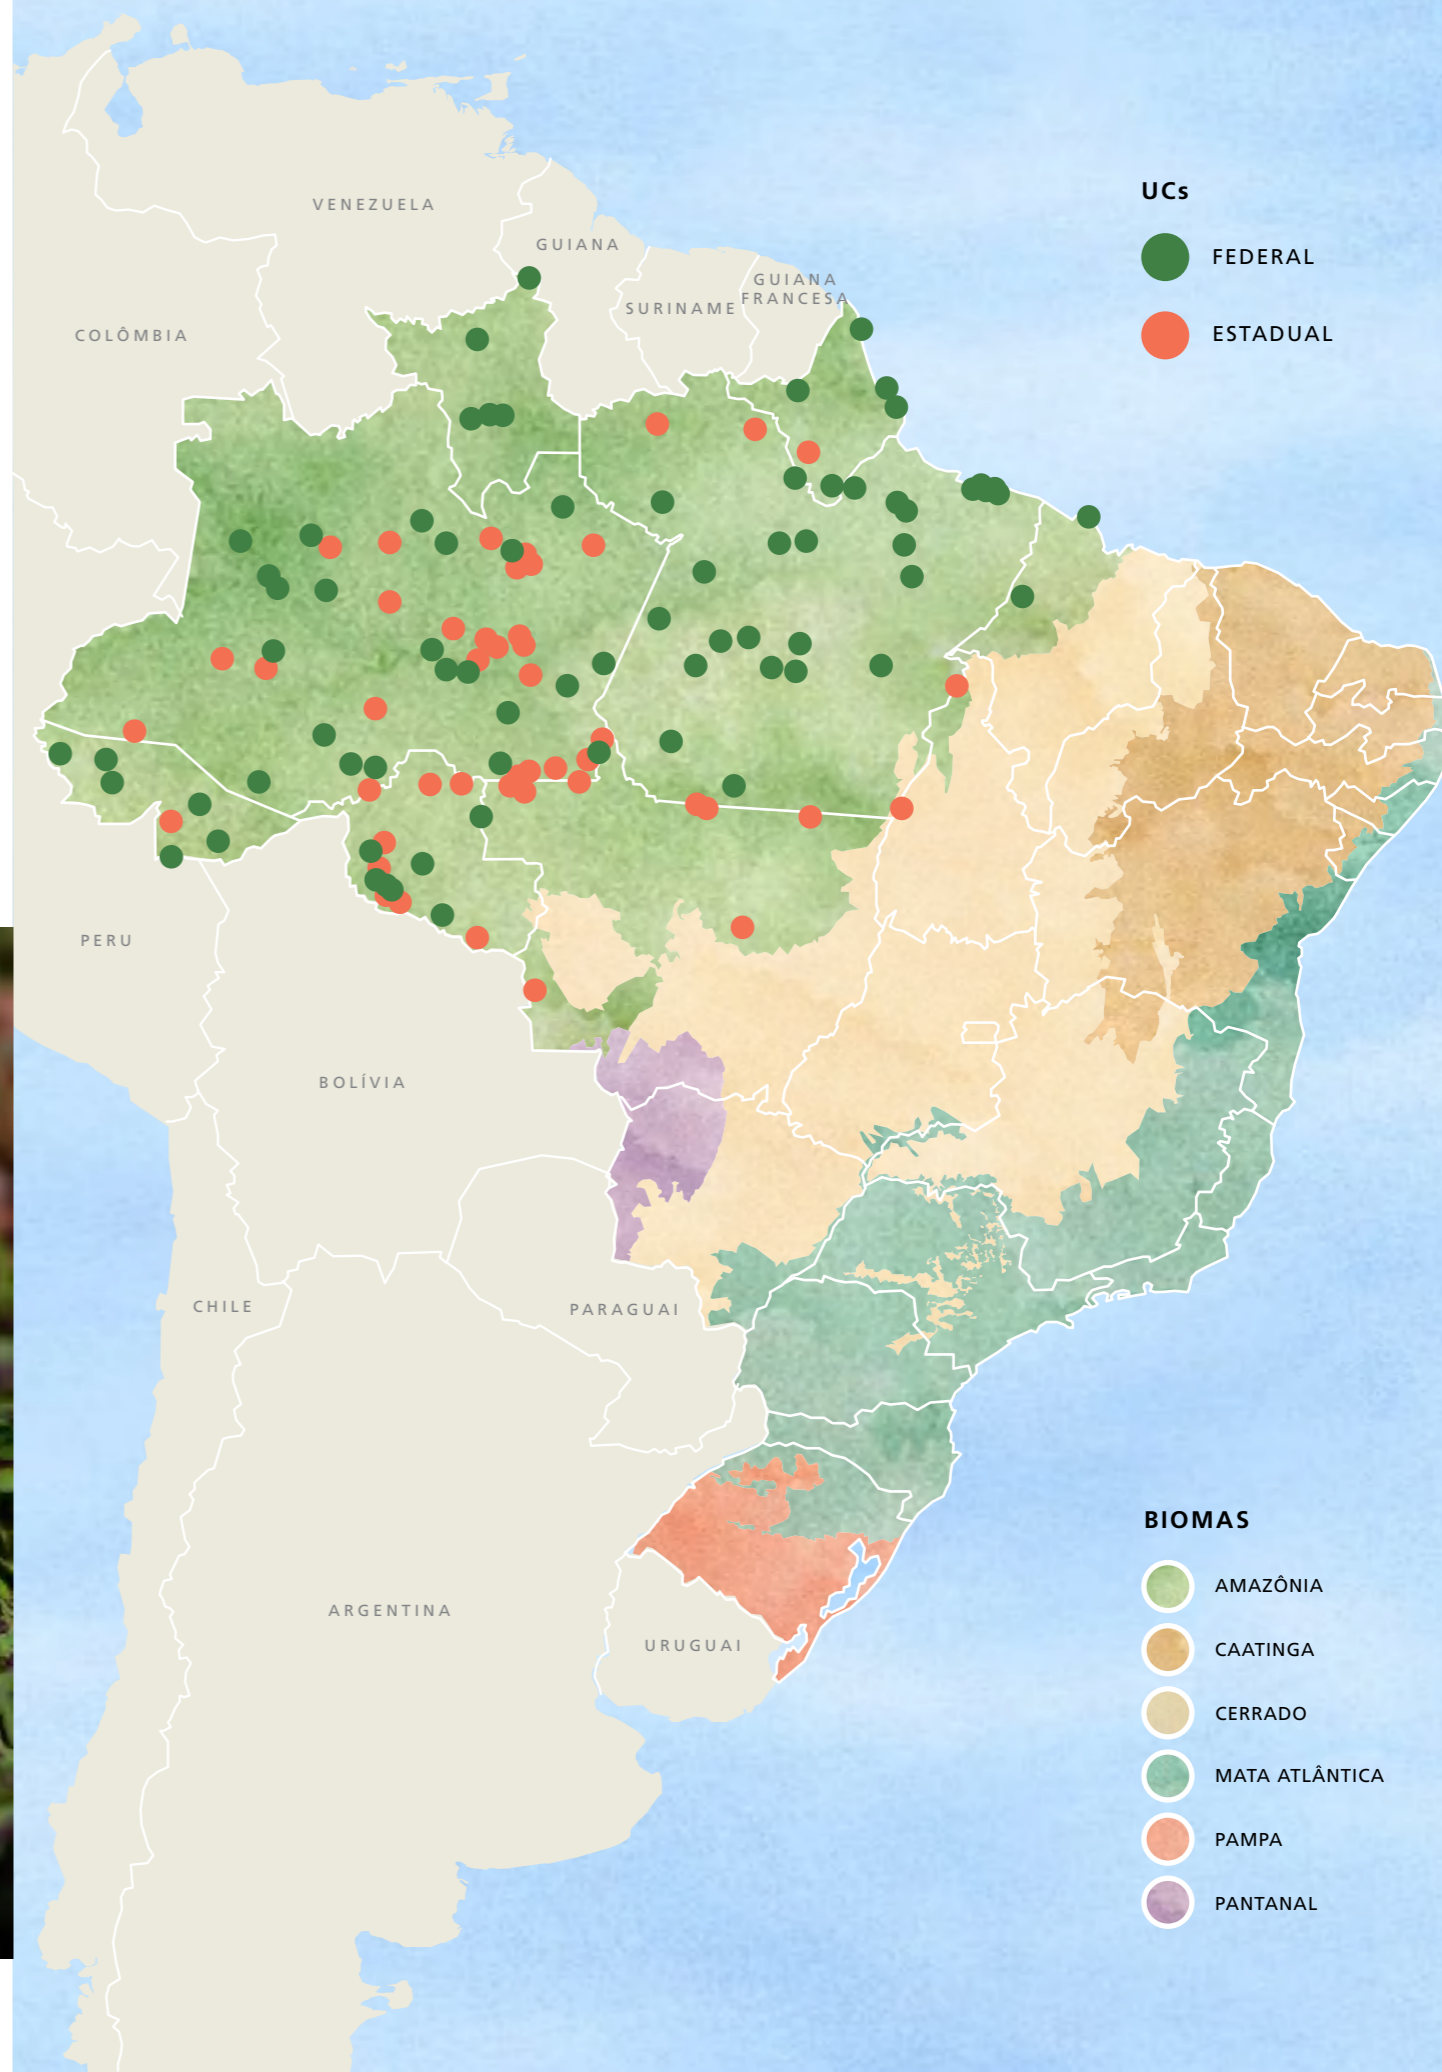 VENEZUELA
GUIANA
GUIANA
FRANCESA
SURINAME
COLÔMBIA
UCs
FEDERAL
ESTADUAL
PERU
BOLÍVIA
CHILE
PARAGUAI
ARGENTINA
URUGUAI
BIOMAS
AMAZÔNIA
CAATINGA
CERRADO
MATA ATLÂNTICA
PAMPA
PANTANAL